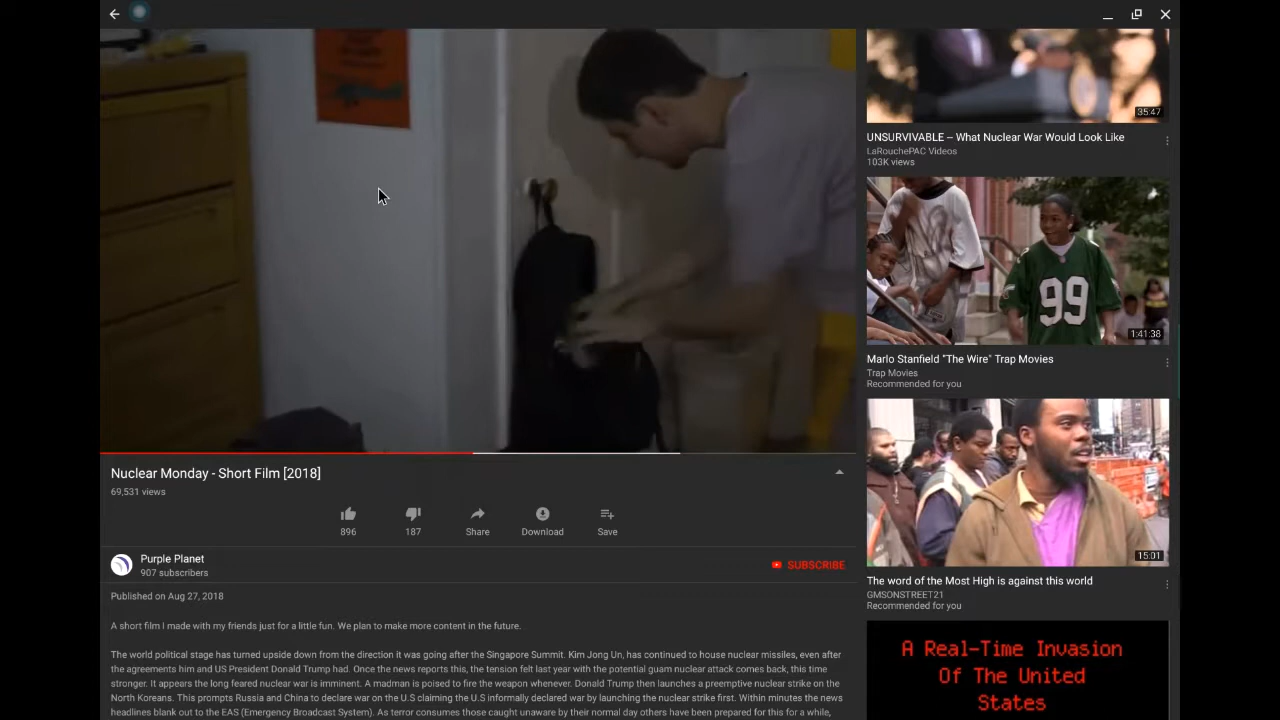 Nuclear Monday - Short Film [2018]
69,531 views
896
187
Share
Download
Save
Purple Planet
907 subscribers
SUBSCRIBE
Published on Aug 27, 2018
A short film I made with my friends just for a little fun. We plan to make more content in the future.
The world political stage has turned upside down from the direction it was going after the Singapore Summit. Kim Jong Un, has continued to house nuclear missiles, even after
the agreements him and US President Donald Trump had. Once the news reports this, the tension felt last year with the potential guam nuclear attack comes back, this time
stronger. It appears the long feared nuclear war is imminent. A madman is poised to fire the weapon whenever. Donald Trump then launches a preemptive nuclear strike on the
North Koreans. This prompts Russia and China to declare war on the U.S claiming the U.S informally declared war by launching the nuclear strike first. Within minutes the news
headlines blank out to the EAS (Emergency Broadcast System). As terror consumes those caught unaware by their normal day others have been prepared for this for a while,
35:47
UNSURVIVABLE – What Nuclear War Would Look Like
LaRouchePAC Videos
103K views
99
1:41:38
Marlo Stanfield "The Wire" Trap Movies
Trap Movies
Recommended for you
15:01
The word of the Most High is against this world
GMSONSTREET21
Recommended for you
A Real-Time Invasion
Of The United
States